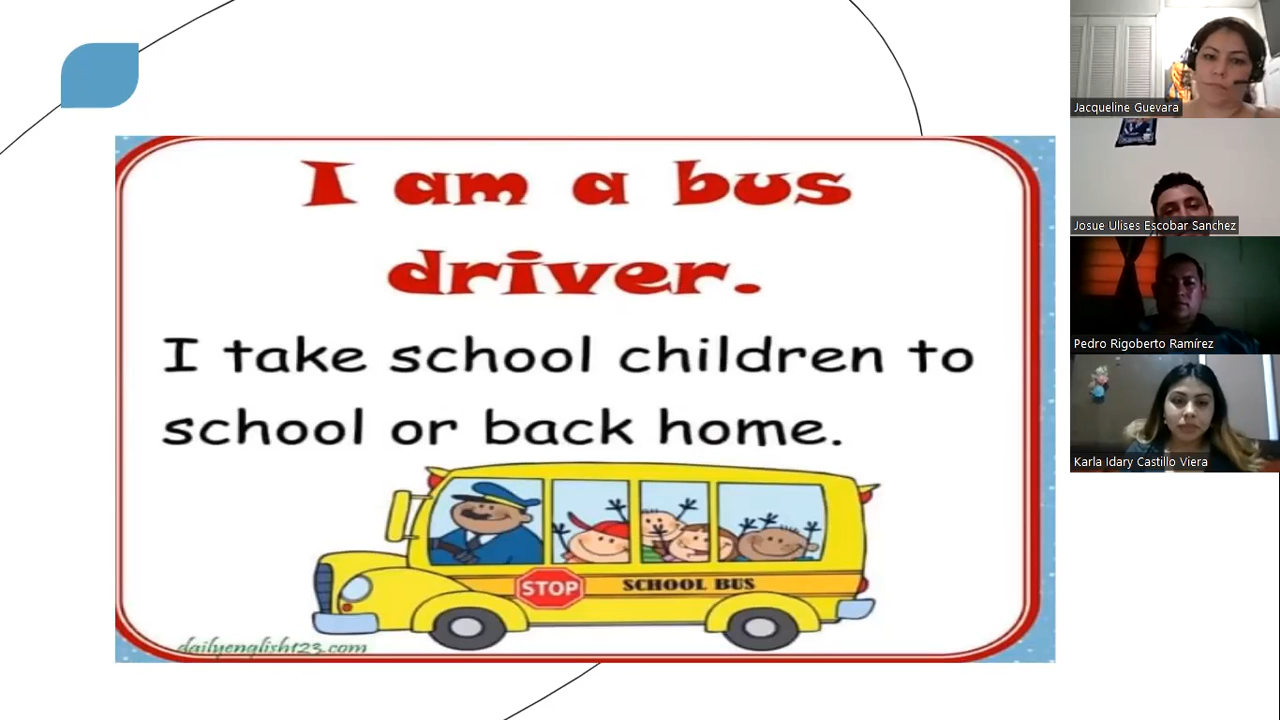 I am a bus
driver.
I take school children to
school or back home.
STOP
SCHOOL BUS
dailyenglish123.com
Jacqueline Guevara
Josue Ulises Escobar Sanchez
Pedro Rigoberto Ramírez
Karla Idary Castillo Viera